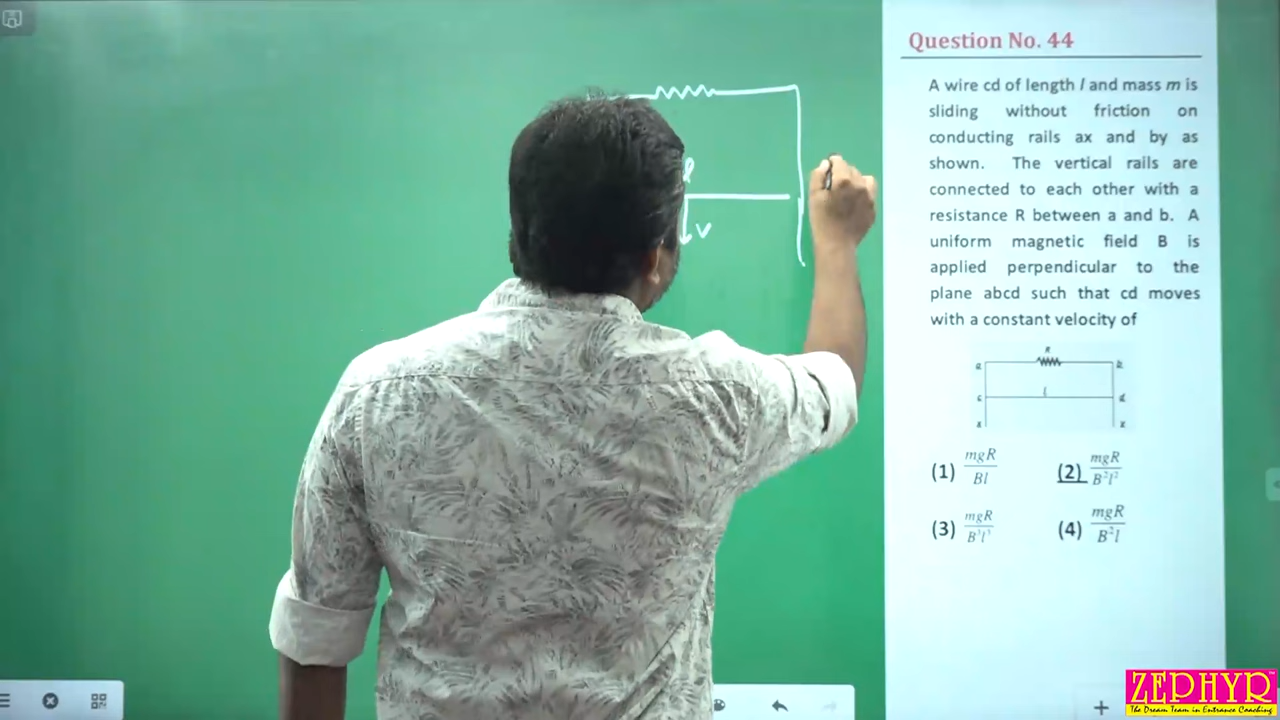 Question No. 44
A wire cd of length l and mass m is
sliding without friction on
conducting rails ax and by as
shown. The vertical rails are
connected to each other with a
resistance R between a and b. A
uniform magnetic field B is
applied perpendicular to the
plane abcd such that cd moves
with a constant velocity of
R
a b
c l d
(1) mgR/Bl (2) mgR/B²l²
(3) mgR/B³l³ (4) mgR/B²l
l
v
ZEPHYR
The Dream Team in Entrance Coaching